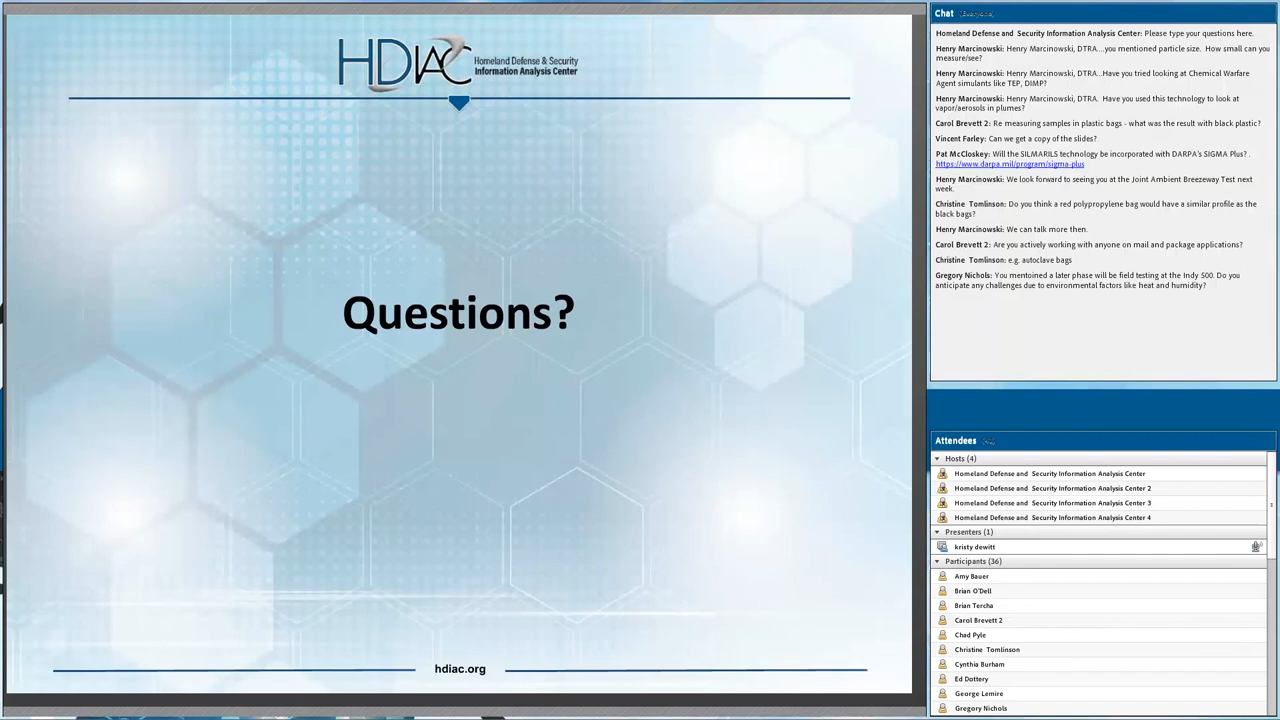 HDIAC Homeland Defense & Security
Information Analysis Center
Questions?
hdiac.org
Chat (Everyone)
Homeland Defense and Security Information Analysis Center: Please type your questions here.
Henry Marcinowski: Henry Marcinowski, DTRA....you mentioned particle size. How small can you
measure/see?
Henry Marcinowski: Henry Marcinowski, DTRA...Have you tried looking at Chemical Warfare
Agent simulants like TEP, DIMP?
Henry Marcinowski: Henry Marcinowski, DTRA. Have you used this technology to look at
vapor/aerosols in plumes?
Carol Brevett 2: Re measuring samples in plastic bags - what was the result with black plastic?
Vincent Farley: Can we get a copy of the slides?
Pat McCloskey: Will the SILMARILS technology be incorporated with DARPA's SIGMA Plus? .
https://www.darpa.mil/program/sigma-plus
Henry Marcinowski: We look forward to seeing you at the Joint Ambient Breezeway Test next
week.
Christine Tomlinson: Do you think a red polypropylene bag would have a similar profile as the
black bags?
Henry Marcinowski: We can talk more then.
Carol Brevett 2: Are you actively working with anyone on mail and package applications?
Christine Tomlinson: e.g. autoclave bags
Gregory Nichols: You mentoined a later phase will be field testing at the Indy 500. Do you
anticipate any challenges due to environmental factors like heat and humidity?
Attendees
Hosts (4)
Homeland Defense and Security Information Analysis Center
Homeland Defense and Security Information Analysis Center 2
Homeland Defense and Security Information Analysis Center 3
Homeland Defense and Security Information Analysis Center 4
Presenters (1)
kristy dewitt
Participants (36)
Amy Bauer
Brian O'Dell
Brian Tercha
Carol Brevett 2
Chad Pyle
Christine Tomlinson
Cynthia Burham
Ed Dottery
George Lemire
Gregory Nichols